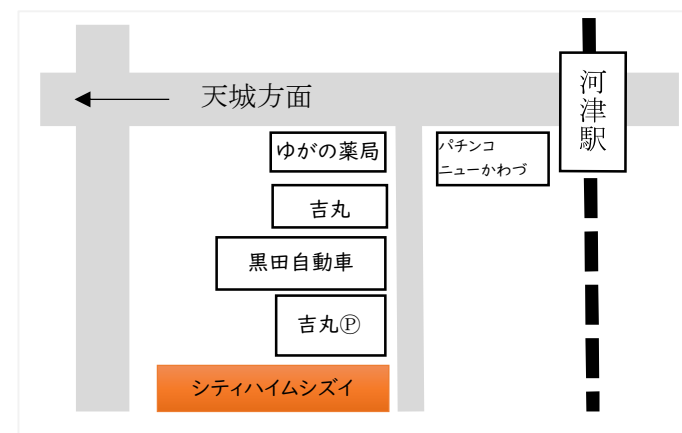 天城方面
河津駅
ゆがの薬局
パチンコ
ニューかわづ
吉丸
黒田自動車
吉丸Ⓟ
シティハイムシズイ